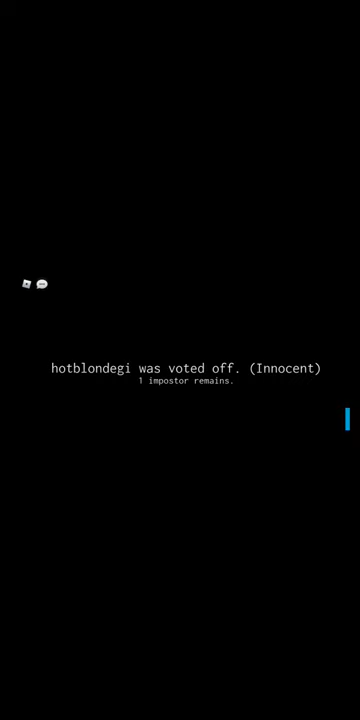 hotblondegi was voted off. (Innocent)
1 impostor remains.